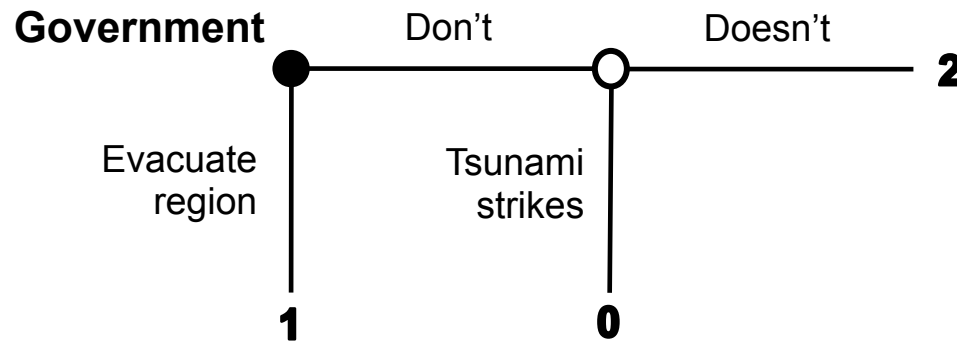 Government
Don't
Doesn't
2
Evacuate
region
Tsunami
strikes
1
0